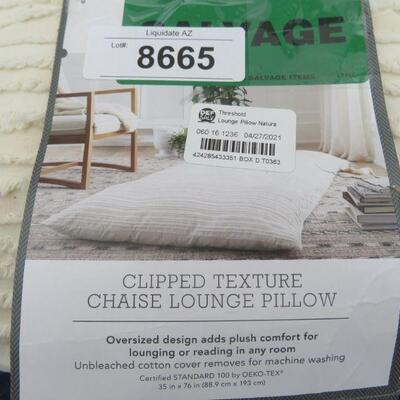 Liquidate AZ
Lot#:
8665
SALVAGE
SALVAGE ITEMS
Threshold
Lounge Pillow Natura
060 16 1236 04/27/2021
424285433351 BOX D T0363
CLIPPED TEXTURE
CHAISE LOUNGE PILLOW
Oversized design adds plush comfort for
lounging or reading in any room
Unbleached cotton cover removes for machine washing
Certified STANDARD 100 by OEKO-TEX®
35 in x 76 in (88.9 cm x 193 cm)